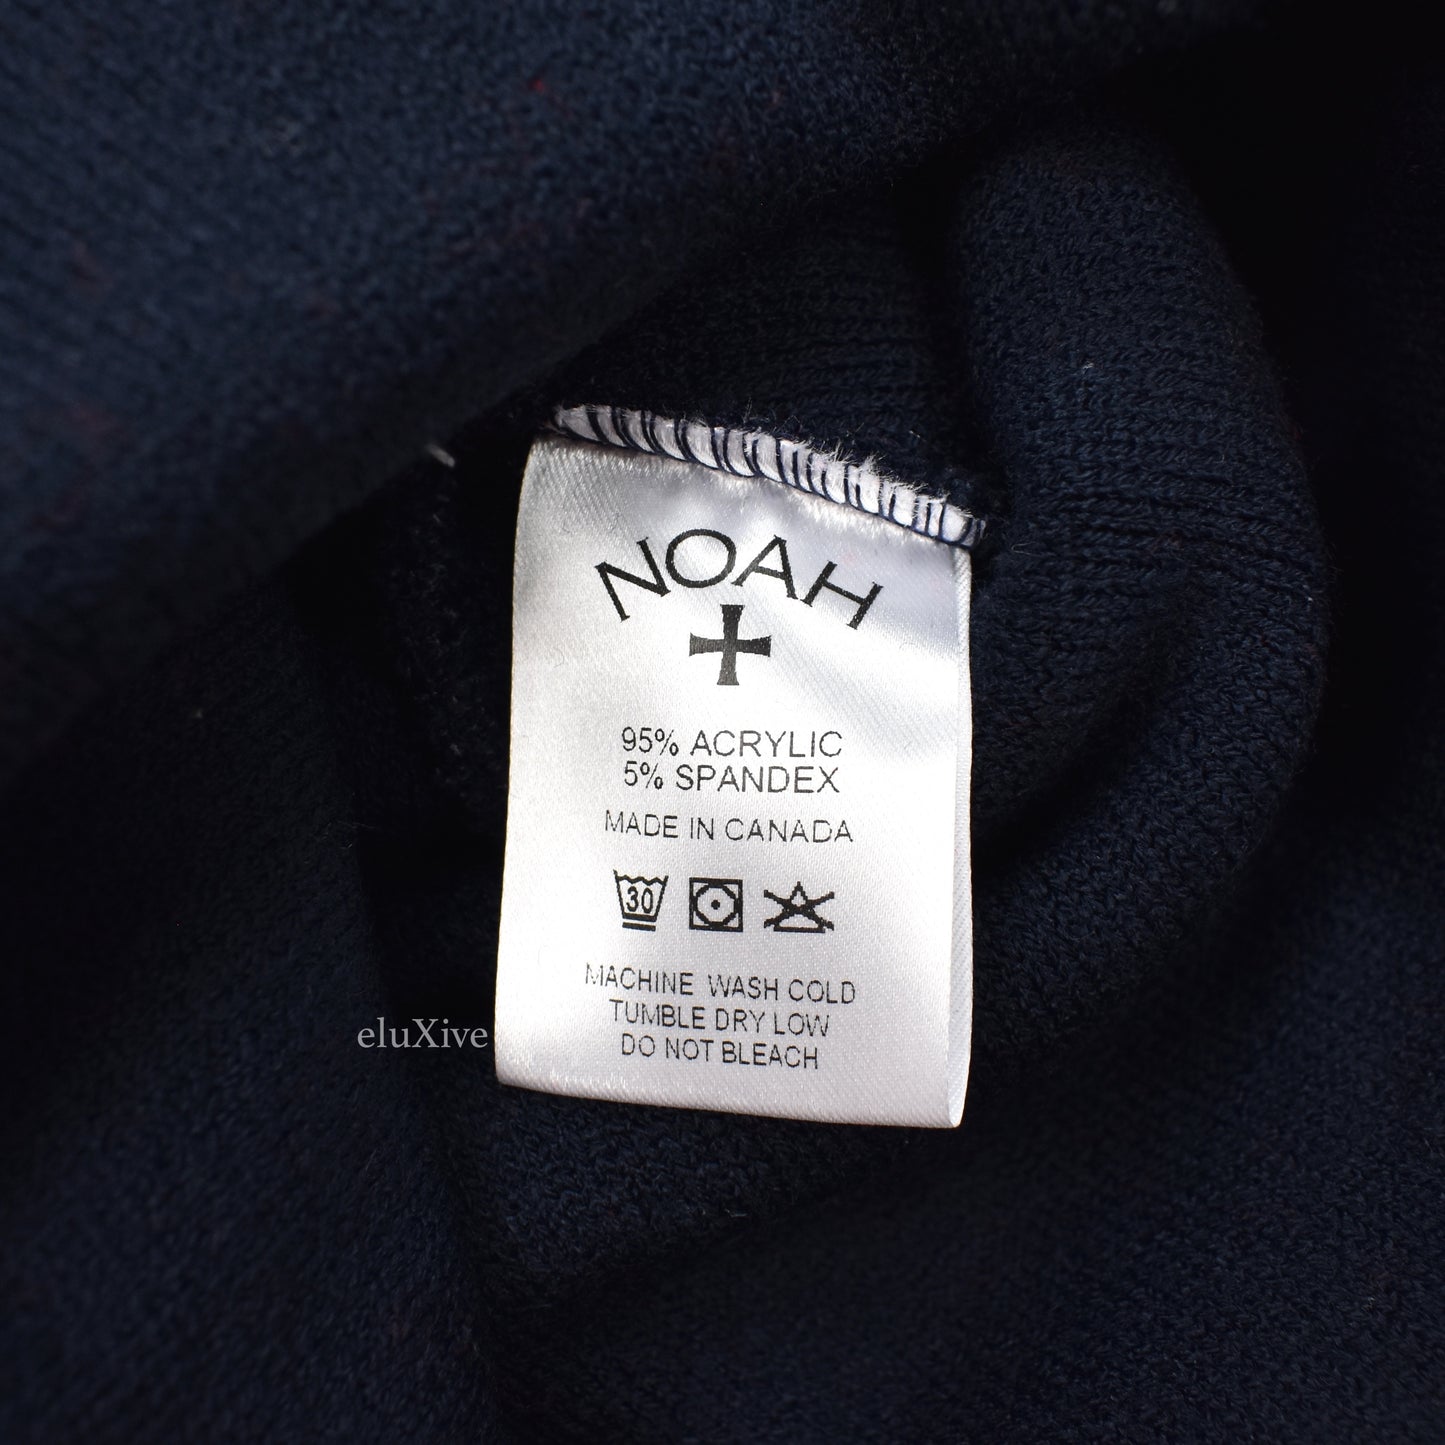 NOAH
95% ACRYLIC
5% SPANDEX
MADE IN CANADA
30
MACHINE WASH COLD
TUMBLE DRY LOW
DO NOT BLEACH
eluXive